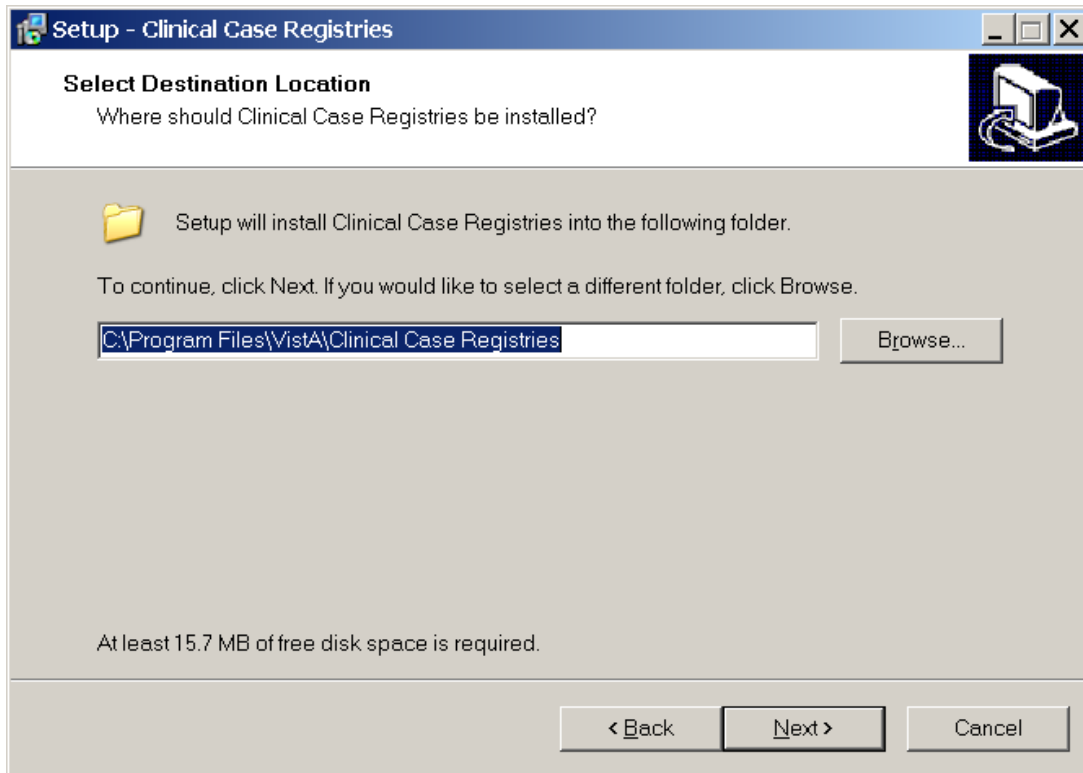 Setup - Clinical Case Registries
Select Destination Location
Where should Clinical Case Registries be installed?
Setup will install Clinical Case Registries into the following folder.
To continue, click Next. If you would like to select a different folder, click Browse.
C:\Program Files\VistA\Clinical Case Registries
Browse...
At least 15.7 MB of free disk space is required.
< Back
Next >
Cancel